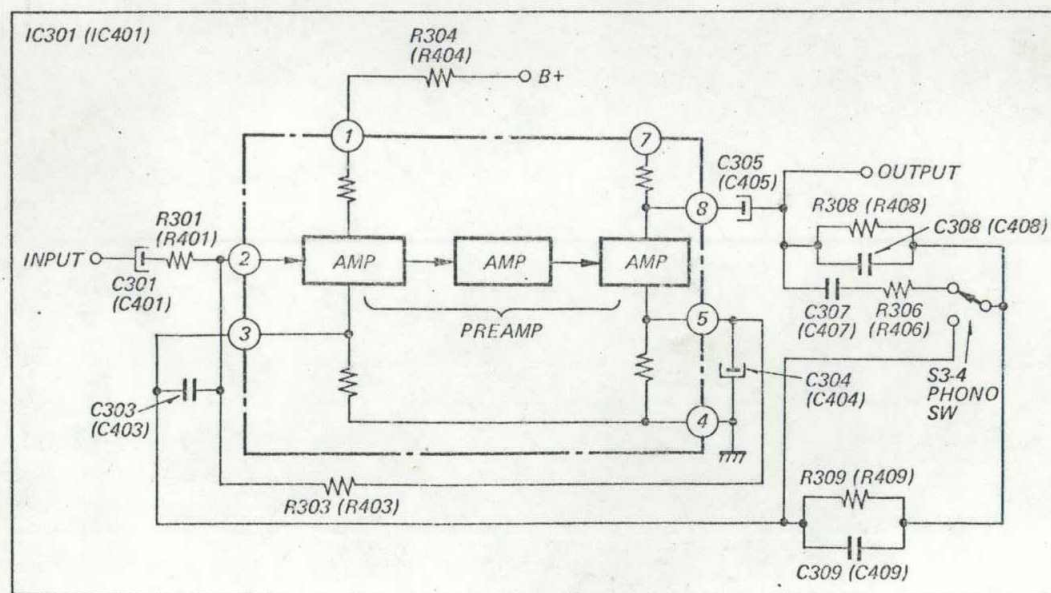 IC301 (IC401)
R304
(R404)
B+
1
7
C305
(C405)
OUTPUT
8
R308 (R408)
C308 (C408)
R301
(R401)
INPUT
2
AMP
AMP
AMP
C301
(C401)
PREAMP
C307
(C407)
R306
(R406)
3
5
S3-4
PHONO
SW
C303
(C403)
C304
(C404)
4
R303 (R403)
R309 (R409)
C309 (C409)